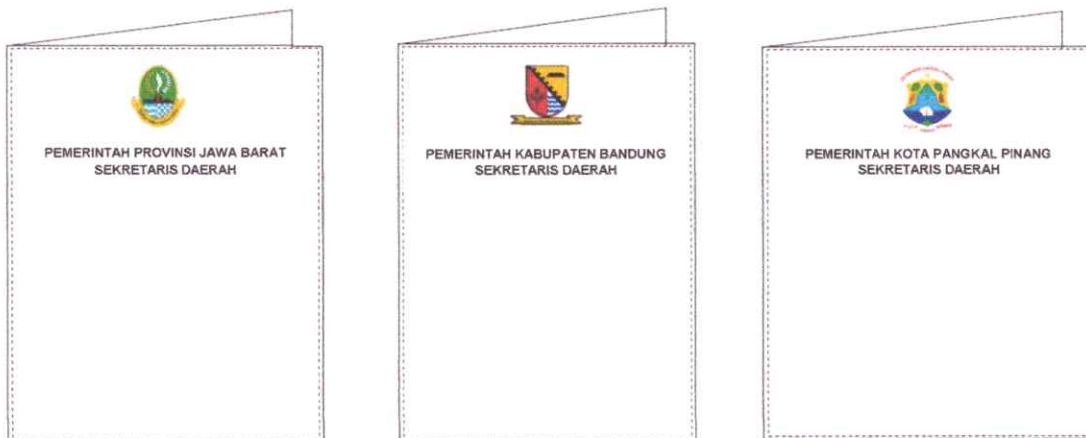 PEMERINTAH PROVINSI JAWA BARAT
SEKRETARIS DAERAH
PEMERINTAH KABUPATEN BANDUNG
SEKRETARIS DAERAH
PEMERINTAH KOTA PANGKAL PINANG
SEKRETARIS DAERAH